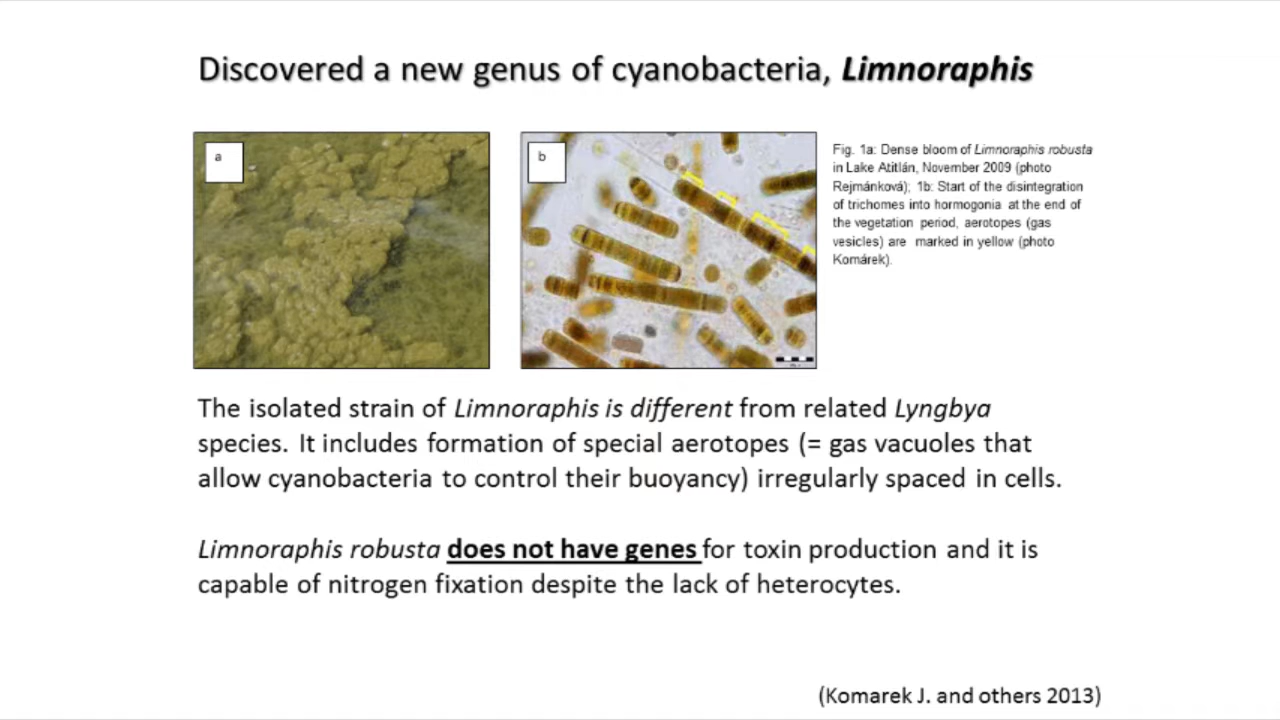 Discovered a new genus of cyanobacteria, Limnoraphis
a
b
Fig. 1a: Dense bloom of Limnoraphis robusta
in Lake Atitlán, November 2009 (photo
Rejmánková); 1b: Start of the disintegration
of trichomes into hormogonia at the end of
the vegetation period, aerotopes (gas
vesicles) are marked in yellow (photo
Komárek).
The isolated strain of Limnoraphis is different from related Lyngbya
species. It includes formation of special aerotopes (= gas vacuoles that
allow cyanobacteria to control their buoyancy) irregularly spaced in cells.
Limnoraphis robusta does not have genes for toxin production and it is
capable of nitrogen fixation despite the lack of heterocytes.
(Komarek J. and others 2013)